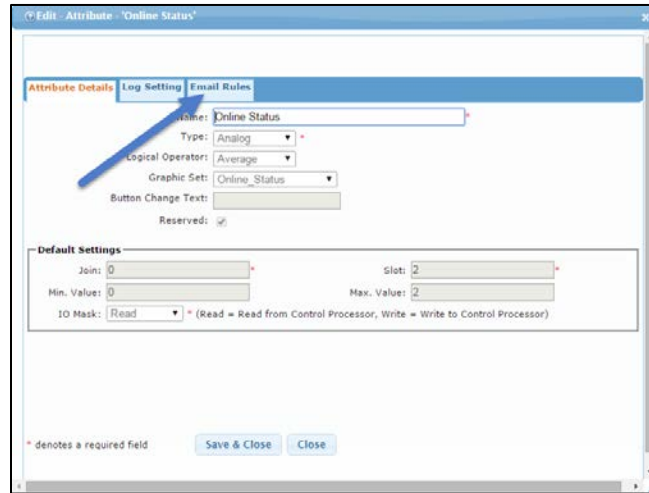 Edit - Attribute - 'Online Status'
Attribute Details Log Setting Email Rules
Name: Online Status *
Type: Analog *
Logical Operator: Average
Graphic Set: Online_Status
Button Change Text:
Reserved:
Default Settings
Join: 0 * Slot: 2 *
Min. Value: 0 Max. Value: 2
IO Mask: Read * (Read = Read from Control Processor, Write = Write to Control Processor)
* denotes a required field Save & Close Close